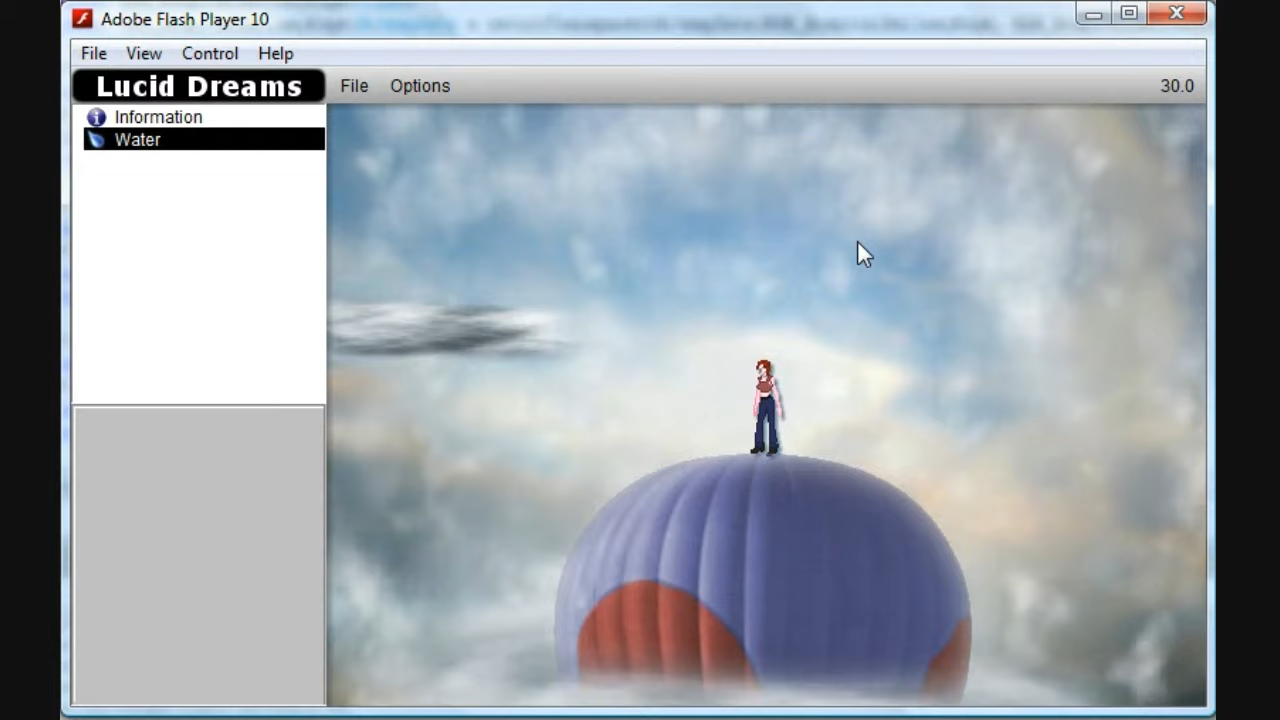 Adobe Flash Player 10
File View Control Help
Lucid Dreams File Options 30.0
Information
Water